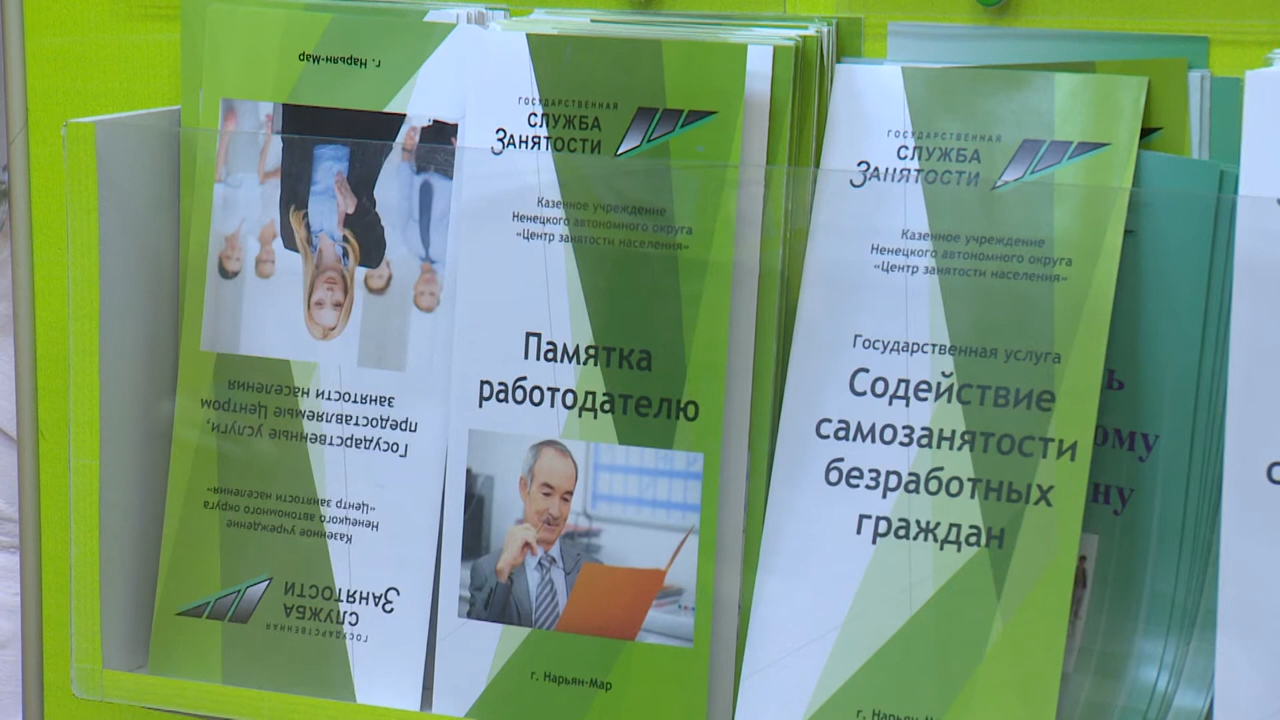 ГОСУДАРСТВЕННАЯ
СЛУЖБА
ЗАНЯТОСТИ
Казенное учреждение
Ненецкого автономного округа
«Центр занятости населения»
Государственные услуги,
предоставляемые Центром
занятости населения
г. Нарьян-Мар
ГОСУДАРСТВЕННАЯ
СЛУЖБА
ЗАНЯТОСТИ
Казенное учреждение
Ненецкого автономного округа
«Центр занятости населения»
Памятка
работодателю
г. Нарьян-Мар
ГОСУДАРСТВЕННАЯ
СЛУЖБА
ЗАНЯТОСТИ
Казенное учреждение
Ненецкого автономного округа
«Центр занятости населения»
Государственная услуга
Содействие
самозанятости
безработных
граждан